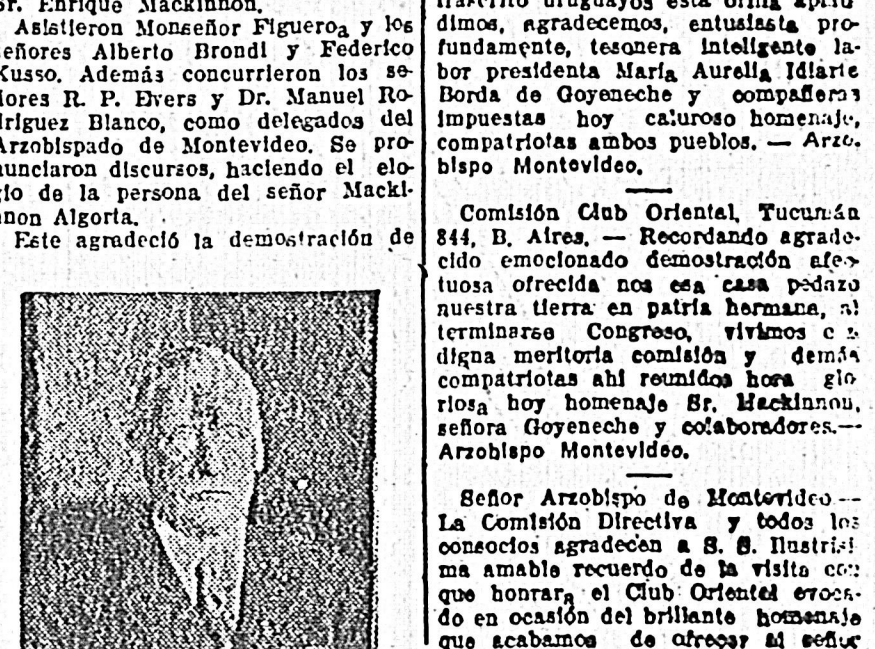 Sr. Enrique Mackinnon.
Asistieron Monseñor Figueroa y los
señores Alberto Brondi y Federico
Kusso. Además concurrieron los se-
ñores R. P. Evers y Dr. Manuel Ro-
driguez Blanco, como delegados del
Arzobispado de Montevideo. Se pro-
nunciaron discursos, haciendo el elo-
gio de la persona del señor Macki-
nnon Algorta.
Este agradeció la demostración de
uruguayos esta
dimos, agradecemos, entusiasta pro-
fundamente, tesonera inteligente la-
bor presidenta María Aurelia Idiarte
Borda de Goyeneche y compañeras
impuestas hoy caluroso homenaje,
compatriotas ambos pueblos. — Arzo.
bispo Montevideo.
Comisión Club Oriental, Tucumán
844, B. Aires. — Recordando agrade-
cido emocionado demostración afec-
tuosa ofrecida nos esa casa pedazo
nuestra tierra en patria hermana, al
terminarse Congreso, vivimos con
digna meritoria comisión y demás
compatriotas ahí reunidos hora glo
riosa hoy homenaje Sr. Mackinnon,
señora Goyeneche y colaboradores.—
Arzobispo Montevideo.
Señor Arzobispo de Montevideo.—
La Comisión Directiva y todos los
consocios agradecen a S. S. Ilustrísi
ma amable recuerdo de la visita con
que honrara el Club Oriental evoca-
do en ocasión del brillante homenaje
que acabamos de ofrecer al señor